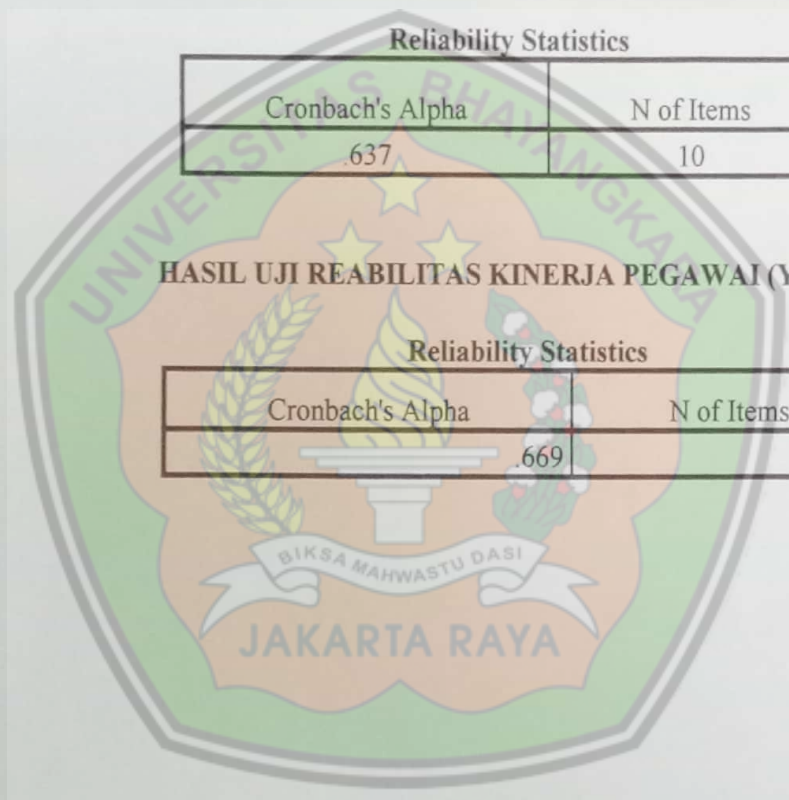 Reliability Statistics
Cronbach's Alpha N of Items
.637 10
HASIL UJI REABILITAS KINERJA PEGAWAI (Y
Reliability Statistics
Cronbach's Alpha N of Items
.669
UNIVERSITAS BHAYANGKARA
BIKSA MAHWASTU DASI
JAKARTA RAYA